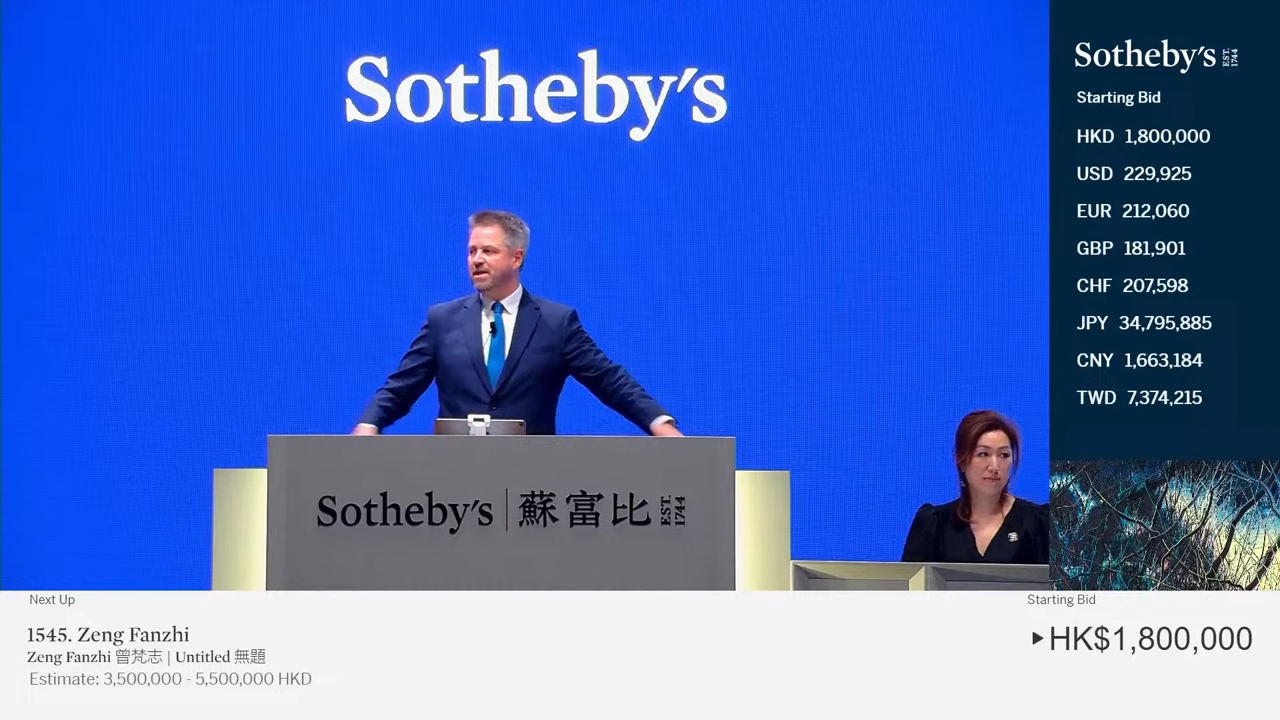 Sotheby's
Sotheby's | 蘇富比 EST. 1744
Sotheby's EST. 1744
Starting Bid
HKD 1,800,000
USD 229,925
EUR 212,060
GBP 181,901
CHF 207,598
JPY 34,795,885
CNY 1,663,184
TWD 7,374,215
Next Up
1545. Zeng Fanzhi
Zeng Fanzhi 曾梵志 | Untitled 無題
Estimate: 3,500,000 - 5,500,000 HKD
Starting Bid
▶HK$1,800,000